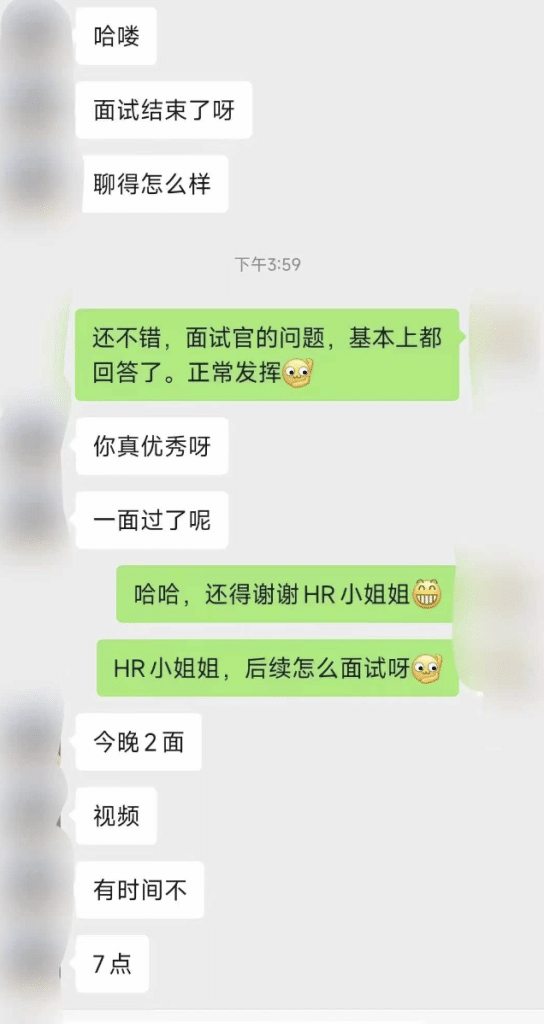 哈喽
面试结束了呀
聊得怎么样
下午3:59
还不错，面试官的问题，基本上都
回答了。正常发挥
你真优秀呀
一面过了呢
哈哈，还得谢谢HR小姐姐
HR小姐姐，后续怎么面试呀
今晚2面
视频
有时间不
7点